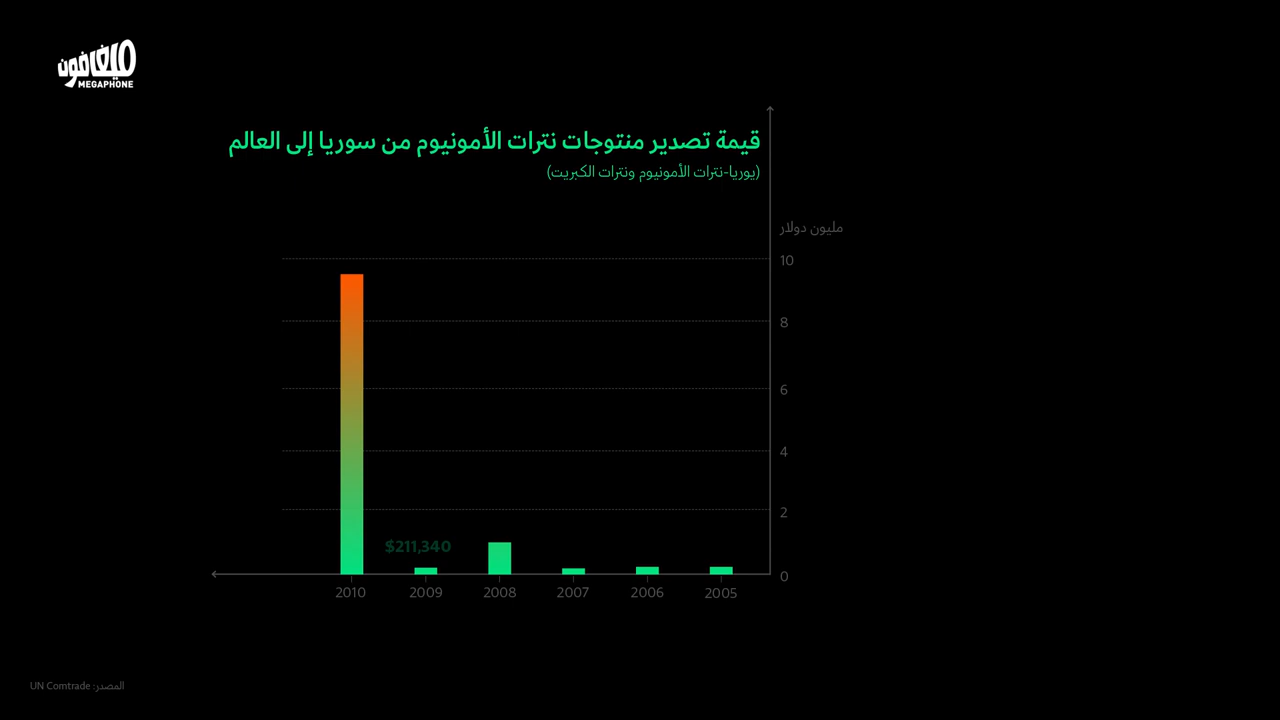 ميغافون
MEGAPHONE
قيمة تصدير منتوجات نترات الأمونيوم من سوريا إلى العالم
(يوريا-نترات الأمونيوم ونترات الكبريت)
مليون دولار
10
8
6
4
2
0
$211,340
2010 2009 2008 2007 2006 2005
المصدر: UN Comtrade